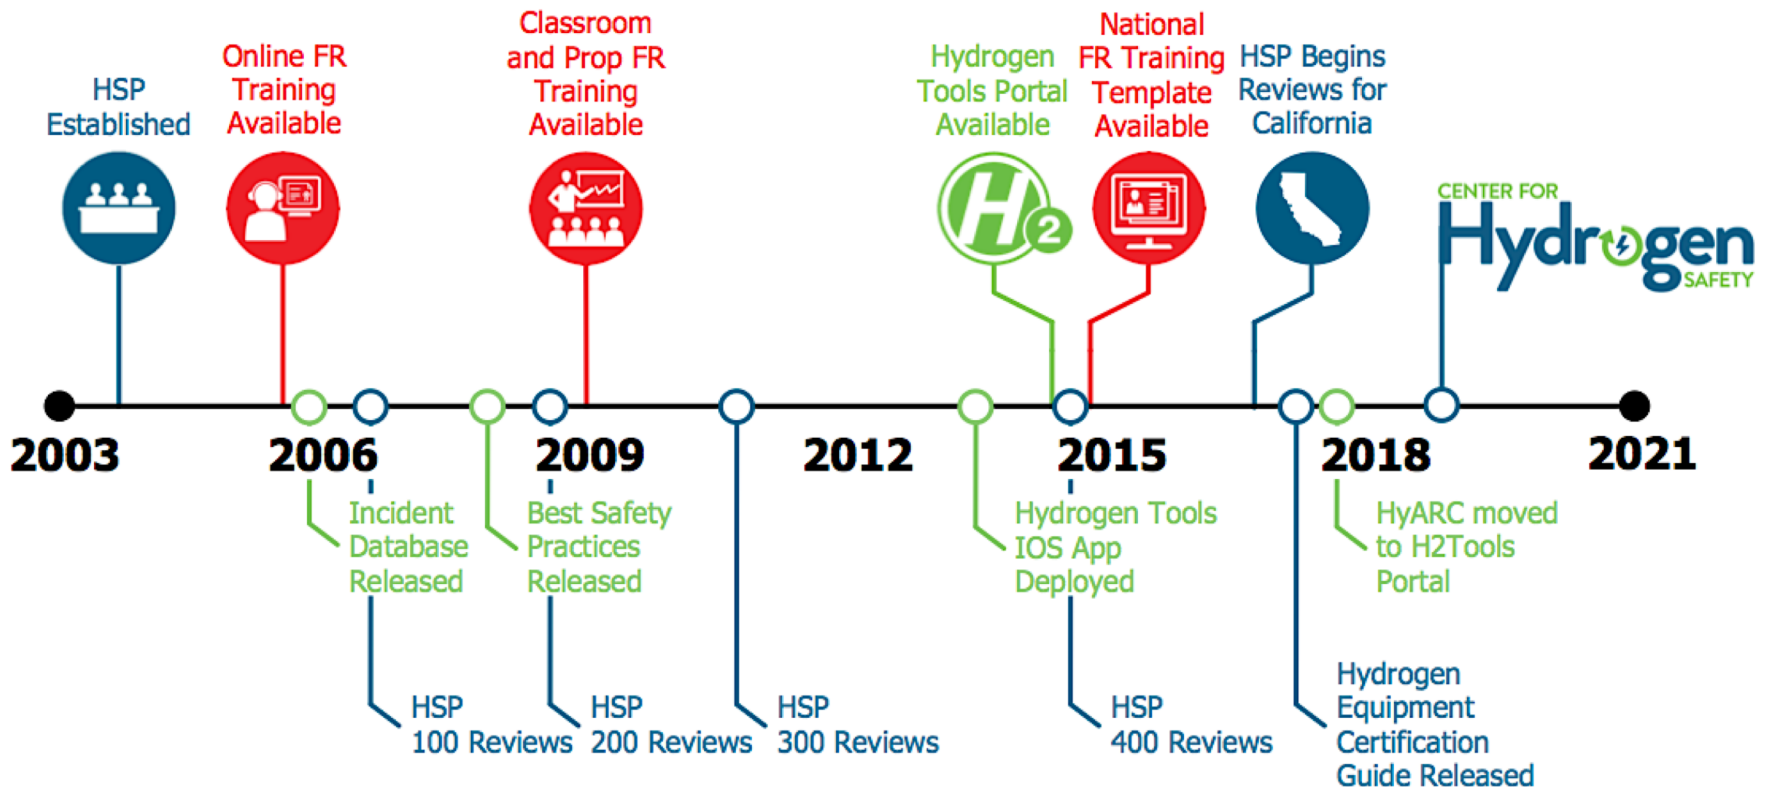 HSP
Established
Online FR
Training
Available
Classroom
and Prop FR
Training
Available
Hydrogen
Tools Portal
Available
National
FR Training
Template
Available
HSP Begins
Reviews for
California
H2
CENTER FOR
Hydrogen
SAFETY
2003
2006
2009
2012
2015
2018
2021
Incident
Database
Released
Best Safety
Practices
Released
Hydrogen Tools
IOS App
Deployed
HyARC moved
to H2Tools
Portal
HSP
100 Reviews
HSP
200 Reviews
HSP
300 Reviews
HSP
400 Reviews
Hydrogen
Equipment
Certification
Guide Released